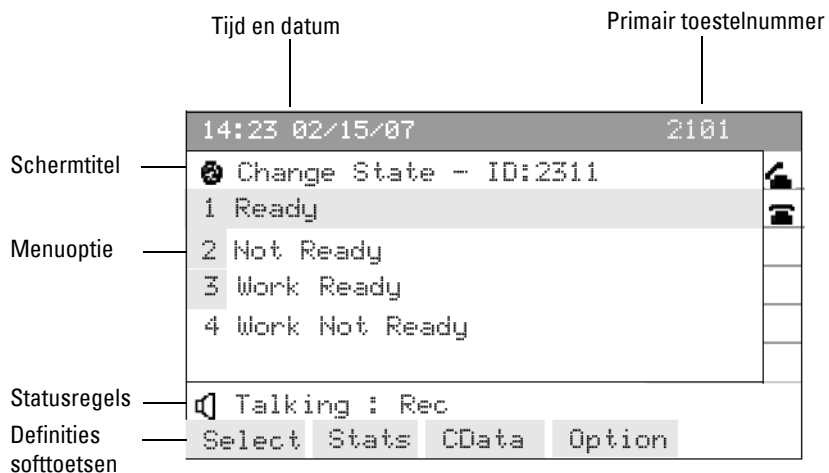 Tijd en datum
Primair toestelnummer
14:23 02/15/07 2101
Schermtitel
Change State - ID:2311
1 Ready
Menuoptie
2 Not Ready
3 Work Ready
4 Work Not Ready
Statusregels
Talking : Rec
Definities
softtoetsen
Select Stats CData Option